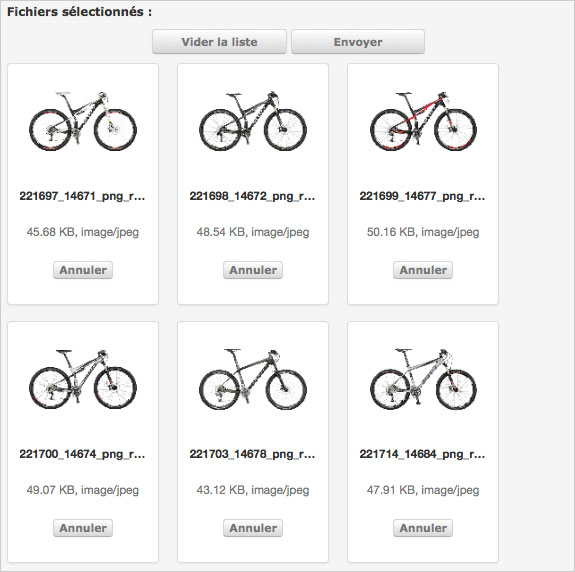 Fichiers sélectionnés :
Vider la liste Envoyer
221697_14671_png_r... 221698_14672_png_r... 221699_14677_png_r...
45.68 KB, image/jpeg 48.54 KB, image/jpeg 50.16 KB, image/jpeg
Annuler Annuler Annuler
221700_14674_png_r... 221703_14678_png_r... 221714_14684_png_r...
49.07 KB, image/jpeg 43.12 KB, image/jpeg 47.91 KB, image/jpeg
Annuler Annuler Annuler